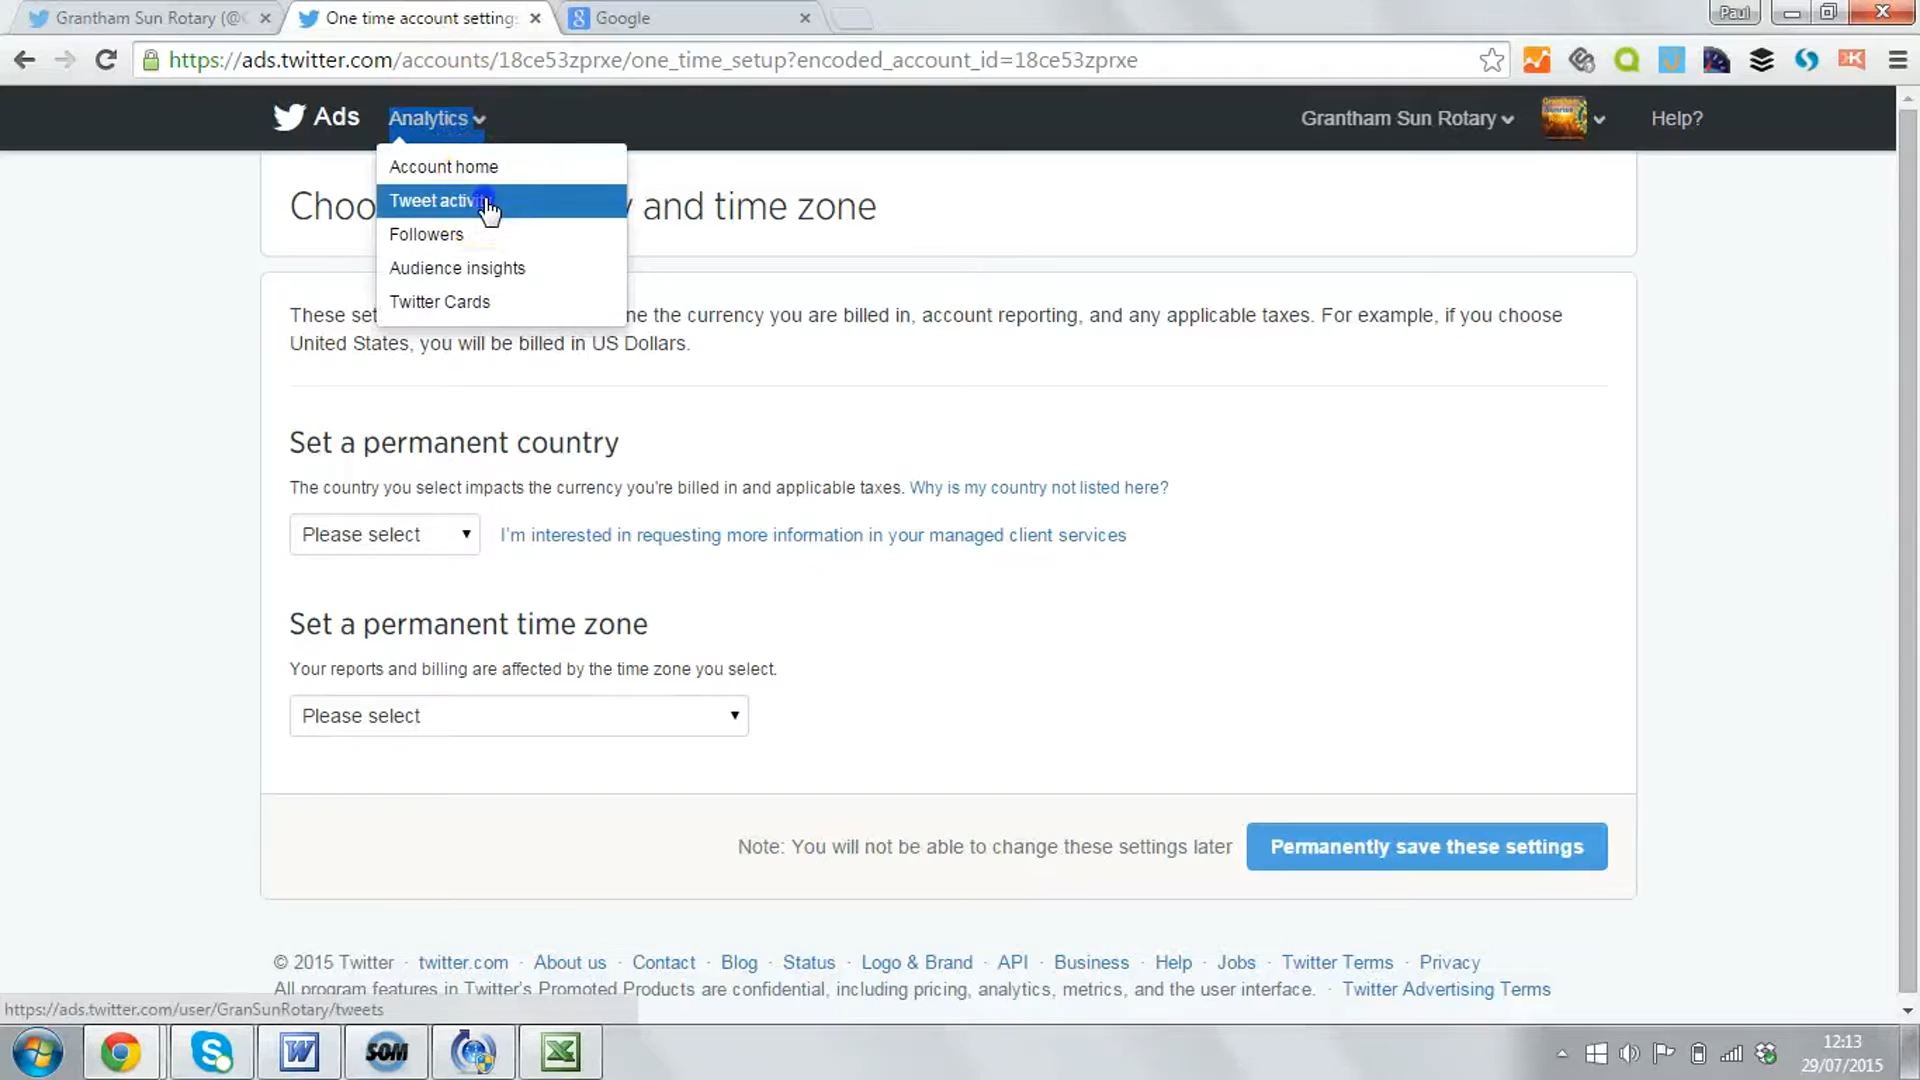 Grantham Sun Rotary (@
One time account setting
Google
Paul
https://ads.twitter.com/accounts/18ce53zprxe/one_time_setup?encoded_account_id=18ce53zprxe
Ads
Analytics
Grantham Sun Rotary
Help?
Account home
Tweet activi
Followers
Audience insights
Twitter Cards
Choo
and time zone
These set
ne the currency you are billed in, account reporting, and any applicable taxes. For example, if you choose
United States, you will be billed in US Dollars.
Set a permanent country
The country you select impacts the currency you're billed in and applicable taxes. Why is my country not listed here?
Please select
I'm interested in requesting more information in your managed client services
Set a permanent time zone
Your reports and billing are affected by the time zone you select.
Please select
Note: You will not be able to change these settings later
Permanently save these settings
© 2015 Twitter · twitter.com · About us · Contact · Blog · Status · Logo & Brand · API · Business · Help · Jobs · Twitter Terms · Privacy
All program features in Twitter's Promoted Products are confidential, including pricing, analytics, metrics, and the user interface. · Twitter Advertising Terms
https://ads.twitter.com/user/GranSunRotary/tweets
SOM
12:13
29/07/2015